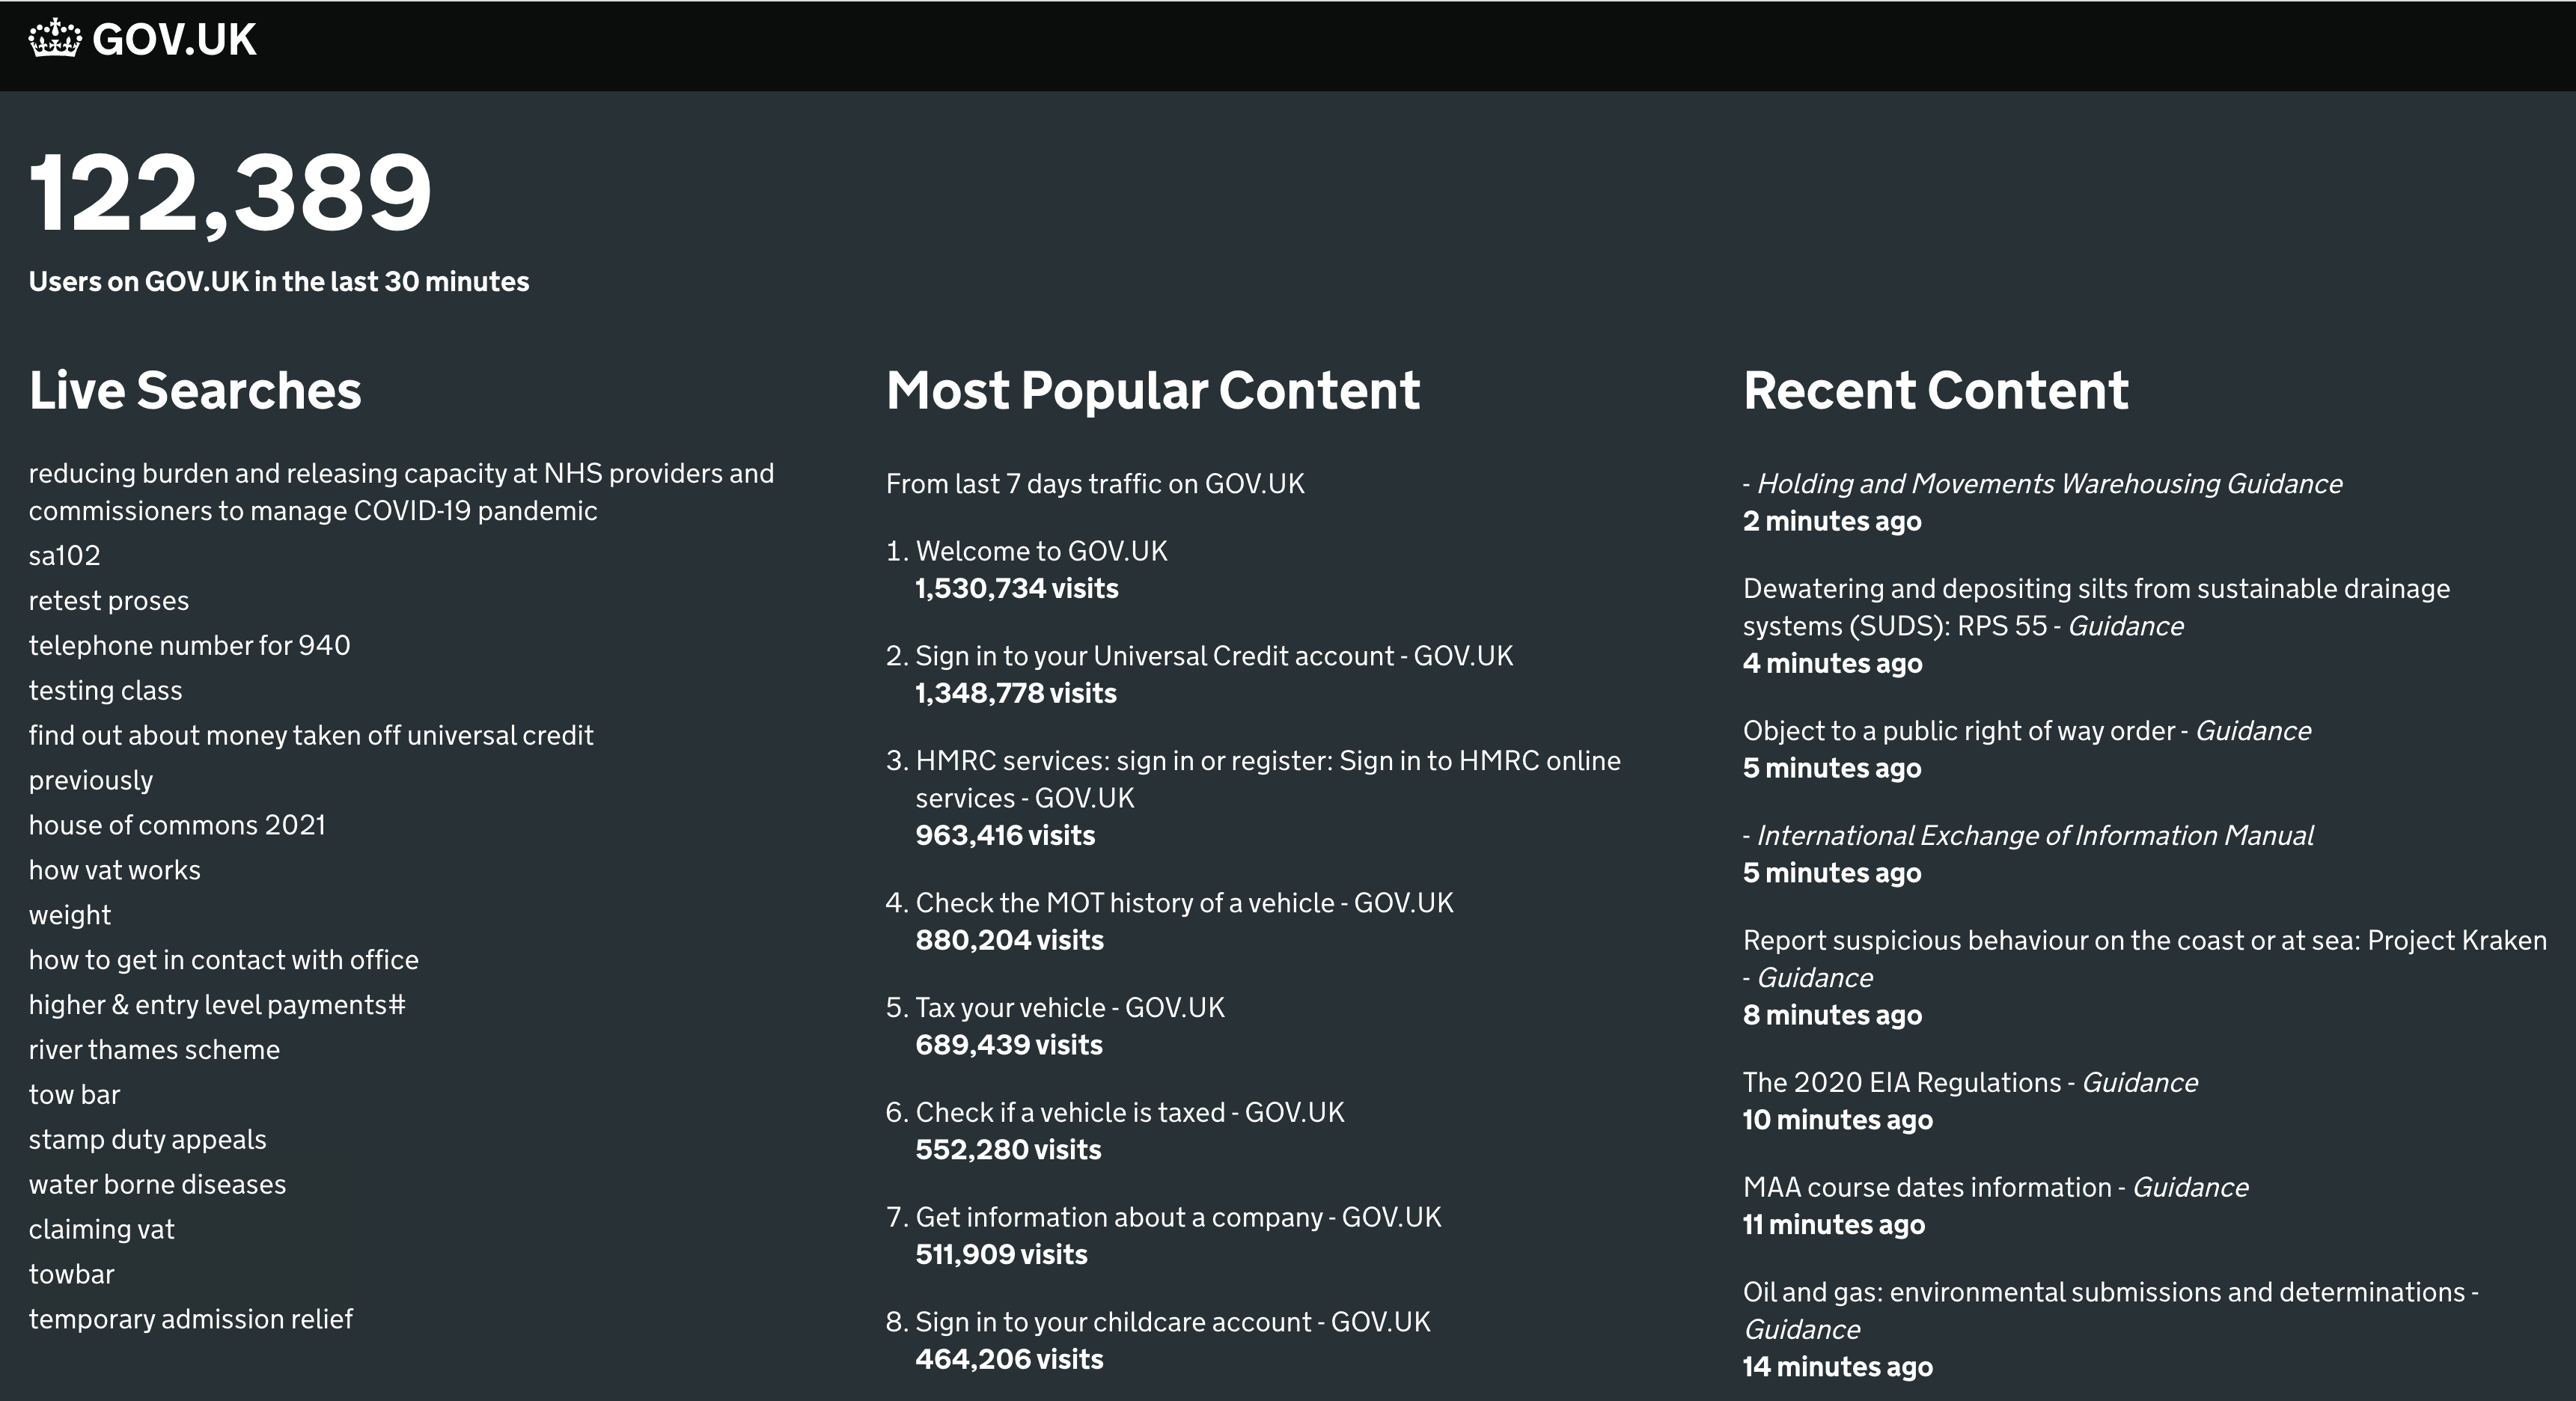 GOV.UK
122,389
Users on GOV.UK in the last 30 minutes
Live Searches
reducing burden and releasing capacity at NHS providers and
commissioners to manage COVID-19 pandemic
sa102
retest proses
telephone number for 940
testing class
find out about money taken off universal credit
previously
house of commons 2021
how vat works
weight
how to get in contact with office
higher & entry level payments#
river thames scheme
tow bar
stamp duty appeals
water borne diseases
claiming vat
towbar
temporary admission relief
Most Popular Content
From last 7 days traffic on GOV.UK
1. Welcome to GOV.UK
1,530,734 visits
2. Sign in to your Universal Credit account - GOV.UK
1,348,778 visits
3. HMRC services: sign in or register: Sign in to HMRC online
services - GOV.UK
963,416 visits
4. Check the MOT history of a vehicle - GOV.UK
880,204 visits
5. Tax your vehicle - GOV.UK
689,439 visits
6. Check if a vehicle is taxed - GOV.UK
552,280 visits
7. Get information about a company - GOV.UK
511,909 visits
8. Sign in to your childcare account - GOV.UK
464,206 visits
Recent Content
- Holding and Movements Warehousing Guidance
2 minutes ago
Dewatering and depositing silts from sustainable drainage
systems (SUDS): RPS 55 - Guidance
4 minutes ago
Object to a public right of way order - Guidance
5 minutes ago
- International Exchange of Information Manual
5 minutes ago
Report suspicious behaviour on the coast or at sea: Project Kraken
- Guidance
8 minutes ago
The 2020 EIA Regulations - Guidance
10 minutes ago
MAA course dates information - Guidance
11 minutes ago
Oil and gas: environmental submissions and determinations -
Guidance
14 minutes ago